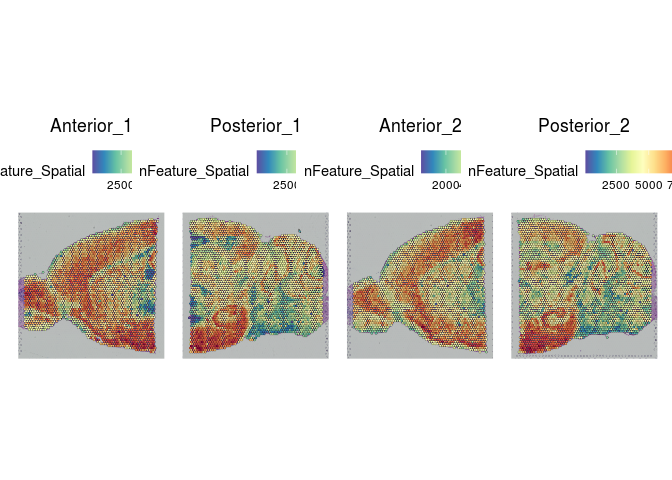 Anterior_1
Posterior_1
Anterior_2
Posterior_2
eature_Spatial
nFeature_Spatial
nFeature_Spatial
nFeature_Spatial
2500
250
2000
2500 5000 7